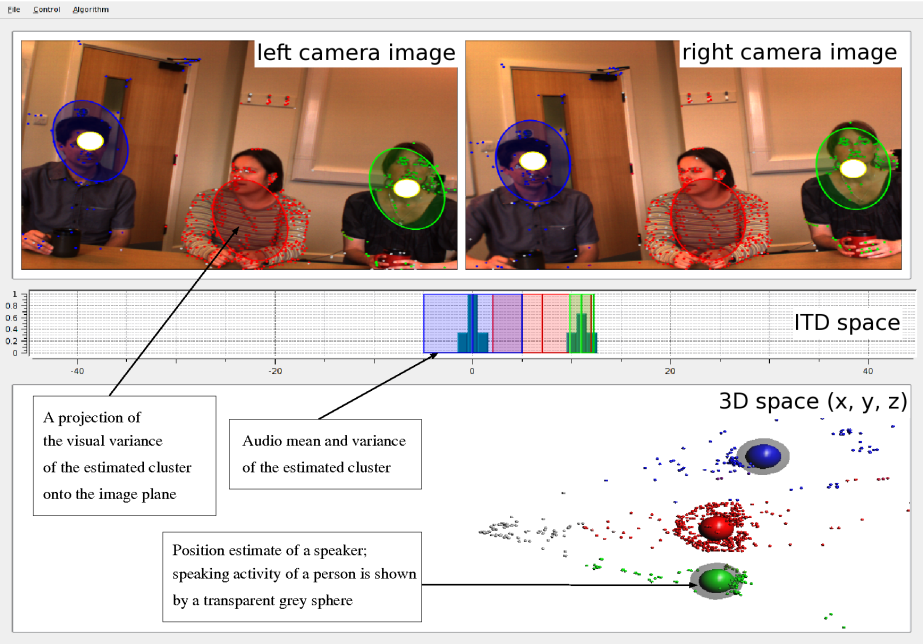 File Control Algorithm
left camera image
right camera image
1
0.8
0.6
0.4
0.2
0
ITD space
-40 -20 0 20 40
3D space (x, y, z)
A projection of
the visual variance
of the estimated cluster
onto the image plane
Audio mean and variance
of the estimated cluster
Position estimate of a speaker;
speaking activity of a person is shown
by a transparent grey sphere